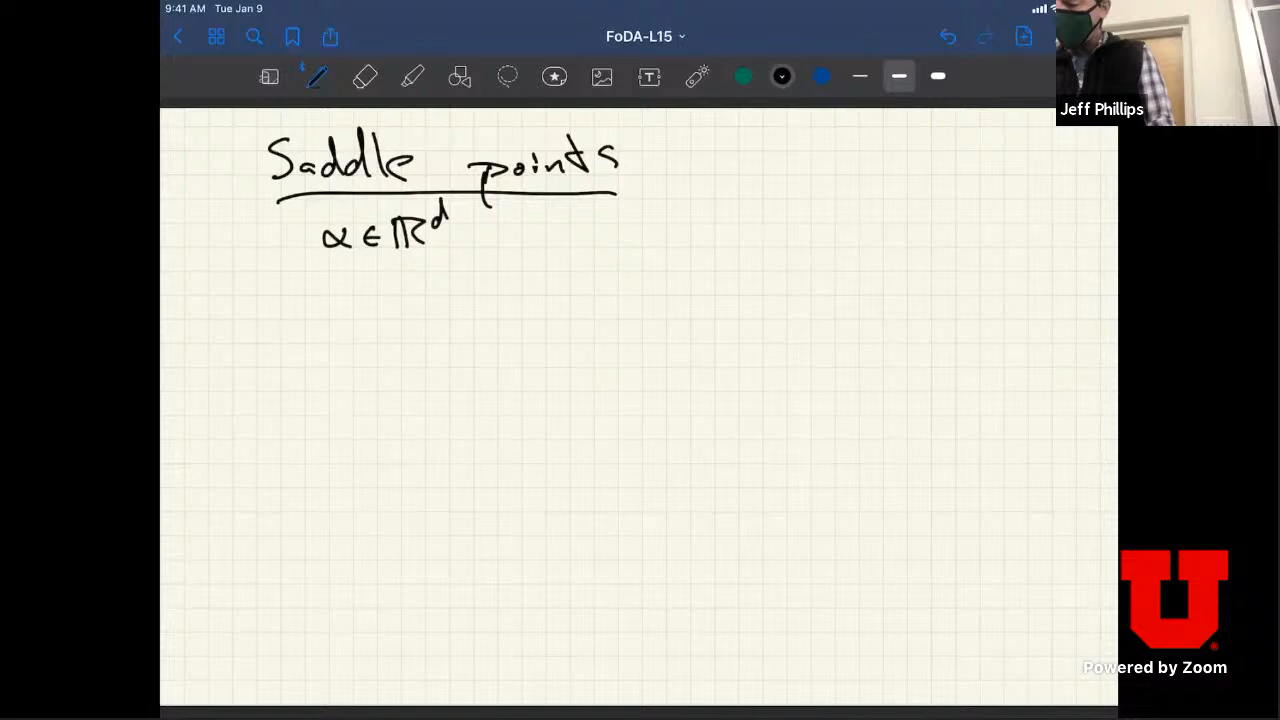 9:41 AM Tue Jan 9
FoDA-L15
T
Jeff Phillips
Saddle points
α ∈ ℝ^d
U
Powered by Zoom